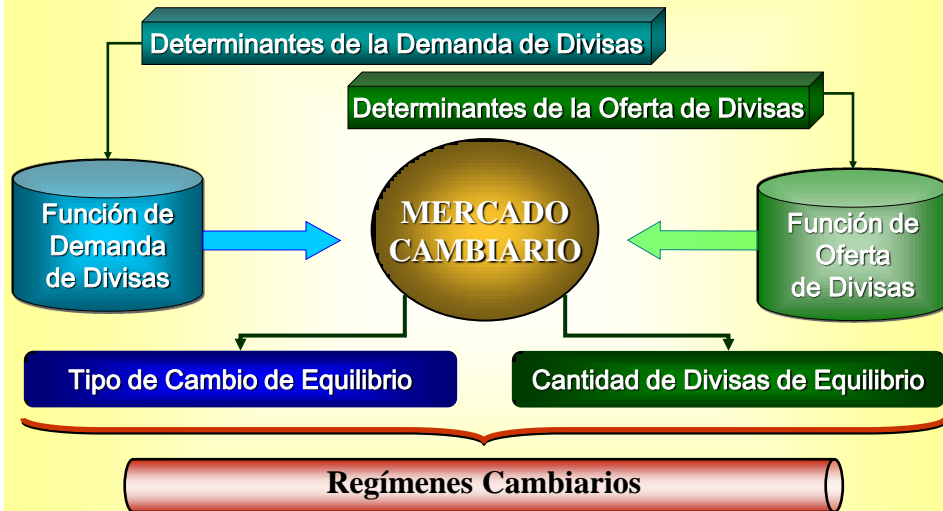 Determinantes de la Demanda de Divisas
Determinantes de la Oferta de Divisas
Función de
Demanda
de Divisas
MERCADO
CAMBIARIO
Función de
Oferta
de Divisas
Tipo de Cambio de Equilibrio
Cantidad de Divisas de Equilibrio
Regímenes Cambiarios